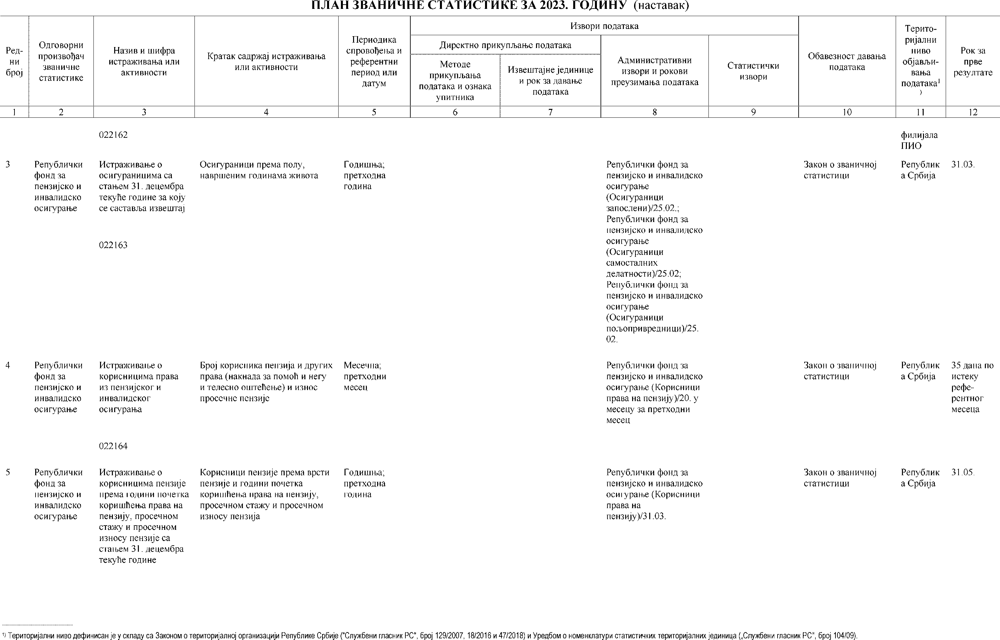 ПЛАН ЗВАНИЧНЕ СТАТИСТИКЕ ЗА 2023. ГОДИНУ (наставак)
Ред-
ни
број
Одговорни
произвођач
званичне
статистике
Назив и шифра
истраживања или
активности
Кратак садржај истраживања
или активности
Периодика
спровођења и
референтни
период или
датум
Извори података
Директно прикупљање података
Методе
прикупљања
података и ознака
упитника
Извештајне јединице
и рок за давање
података
Административни
извори и рокови
преузимања података
Статистички
извори
Обавезност давања
података
Терито-
ријални
ниво
објављи-
вања
података1
)
Рок за
прве
резултате
1 2 3 4 5 6 7 8 9 10 11 12
022162
филијала
ПИО
3
Републички
фонд за
пензијско и
инвалидско
осигурање
Истраживање о
осигураницима са
стањем 31. децембра
текуће године за коју
се саставља извештај
022163
Осигураници према полу,
навршеним годинама живота
Годишња;
претходна
година
Републички фонд за
пензијско и инвалидско
осигурање
(Осигураници
запослени)/25.02.;
Републички фонд за
пензијско и инвалидско
осигурање
(Осигураници
самосталних
делатности)/25.02;
Републички фонд за
пензијско и инвалидско
осигурање
(Осигураници
пољопривредници)/25.
02.
Закон о званичној
статистици
Републик
а Србија
31.03.
4
Републички
фонд за
пензијско и
инвалидско
осигурање
Истраживање о
корисницима права
из пензијског и
инвалидског
осигурања
022164
Број корисника пензија и других
права (накнада за помоћ и негу
и телесно оштећење) и износ
просечне пензије
Месечна;
претходни
месец
Републички фонд за
пензијско и инвалидско
осигурање (Корисници
права на пензију)/20. у
месецу за претходни
месец
Закон о званичној
статистици
Републик
а Србија
35 дана по
истеку
рефе-
рентног
месеца
5
Републички
фонд за
пензијско и
инвалидско
осигурање
Истраживање о
корисницима пензије
према години почетка
коришћења права на
пензију, просечном
стажу и просечном
износу пензије са
стањем 31. децембра
текуће године
Корисници пензије према врсти
пензије и години почетка
коришћења права на пензију,
просечном стажу и просечном
износу пензија
Годишња;
претходна
година
Републички фонд за
пензијско и инвалидско
осигурање (Корисници
права на
пензију)/31.03.
Закон о званичној
статистици
Републик
а Србија
31.05.
1) Територијални ниво дефинисан је у складу са Законом о територијалној организацији Републике Србије ("Службени гласник РС", број 129/2007, 18/2016 и 47/2018) и Уредбом о номенклатури статистичких територијалних јединица („Службени гласник РС", број 104/09).